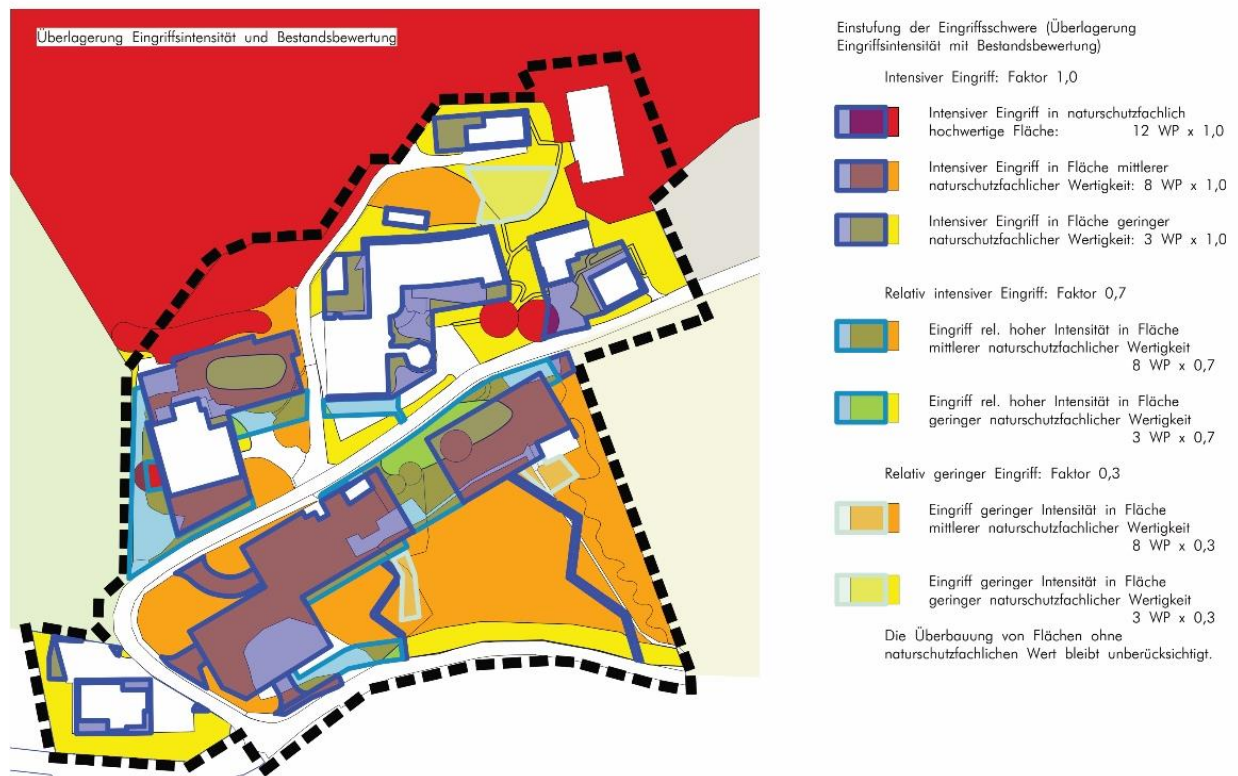 Überlagerung Eingriffsintensität und Bestandsbewertung
Einstufung der Eingriffsschwere (Überlagerung
Eingriffsintensität mit Bestandsbewertung)
Intensiver Eingriff: Faktor 1,0
Intensiver Eingriff in naturschutzfachlich
hochwertige Fläche: 12 WP x 1,0
Intensiver Eingriff in Fläche mittlerer
naturschutzfachlicher Wertigkeit: 8 WP x 1,0
Intensiver Eingriff in Fläche geringer
naturschutzfachlicher Wertigkeit: 3 WP x 1,0
Relativ intensiver Eingriff: Faktor 0,7
Eingriff rel. hoher Intensität in Fläche
mittlerer naturschutzfachlicher Wertigkeit
8 WP x 0,7
Eingriff rel. hoher Intensität in Fläche
geringer naturschutzfachlicher Wertigkeit
3 WP x 0,7
Relativ geringer Eingriff: Faktor 0,3
Eingriff geringer Intensität in Fläche
mittlerer naturschutzfachlicher Wertigkeit
8 WP x 0,3
Eingriff geringer Intensität in Fläche
geringer naturschutzfachlicher Wertigkeit
3 WP x 0,3
Die Überbauung von Flächen ohne
naturschutzfachlichen Wert bleibt unberücksichtigt.